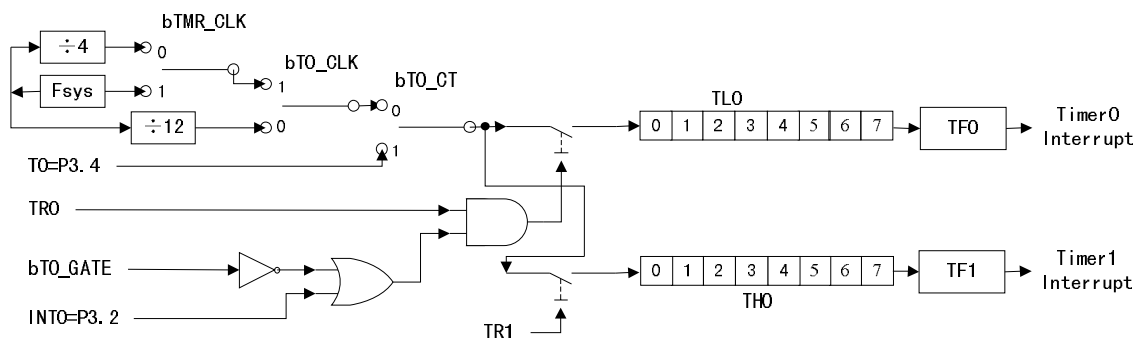 bTMR_CLK
÷4
0
bT0_CLK
1
bT0_CT
Fsys
1
0
÷12
0
1
T0=P3.4
TL0
0 1 2 3 4 5 6 7
TF0
Timer0
Interrupt
TR0
bT0_GATE
INT0=P3.2
0 1 2 3 4 5 6 7
TH0
TF1
Timer1
Interrupt
TR1